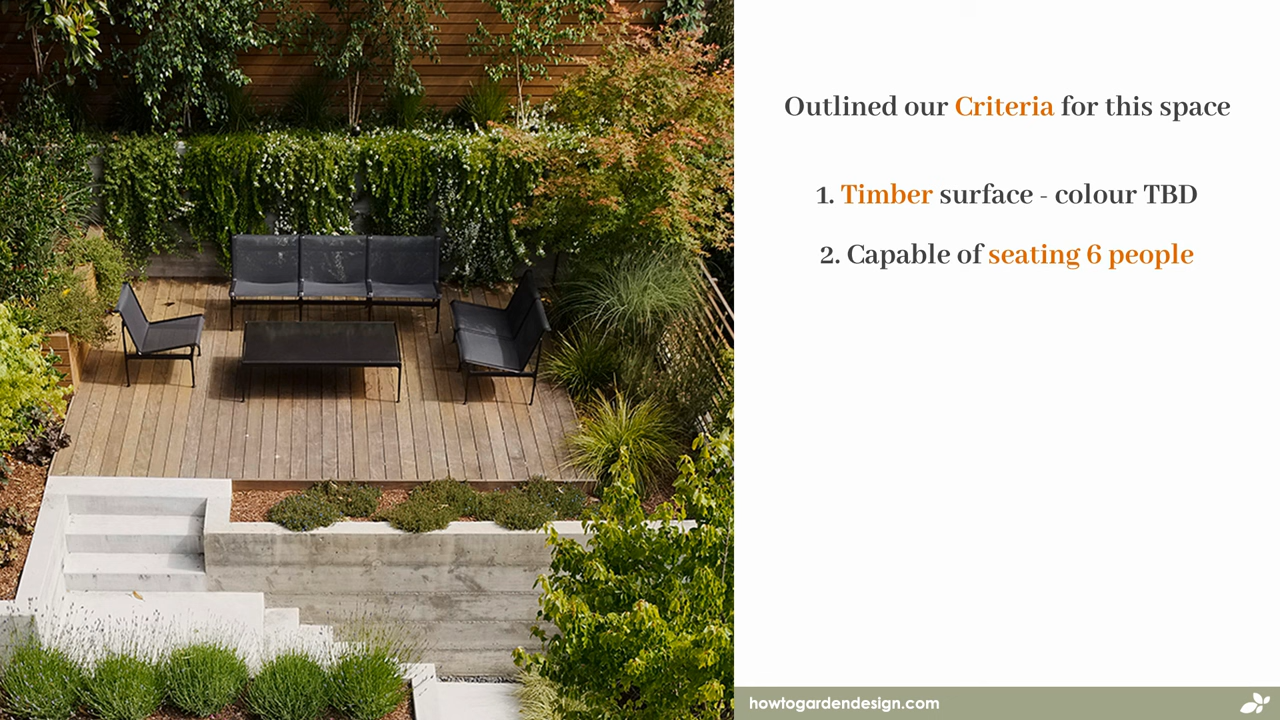 Outlined our Criteria for this space
1. Timber surface - colour TBD
2. Capable of seating 6 people
howtogardendesign.com